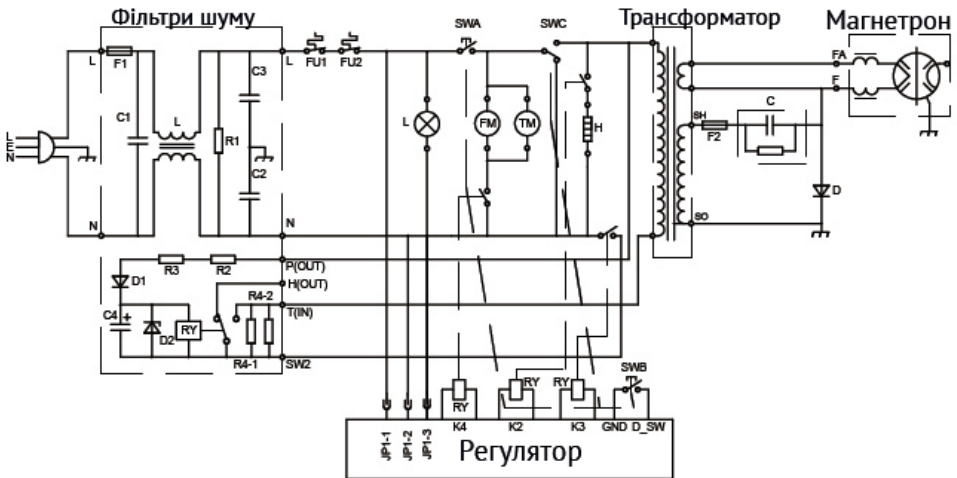 Фільтри шуму
Трансформатор
Магнетрон
SWA
SWC
L
F1
L
FU1
FU2
C3
FA
F
C1
L
R1
L
FM
TM
H
SH
C
F2
L
E
N
C2
D
N
N
SO
P(OUT)
R3
R2
D1
H(OUT)
R4-2
T(IN)
C4
+
RY
D2
R4-1
SW2
SWB
RY
RY
RY
K4
K2
K3
GND
D_SW
JP1-1
JP1-2
JP1-3
Регулятор